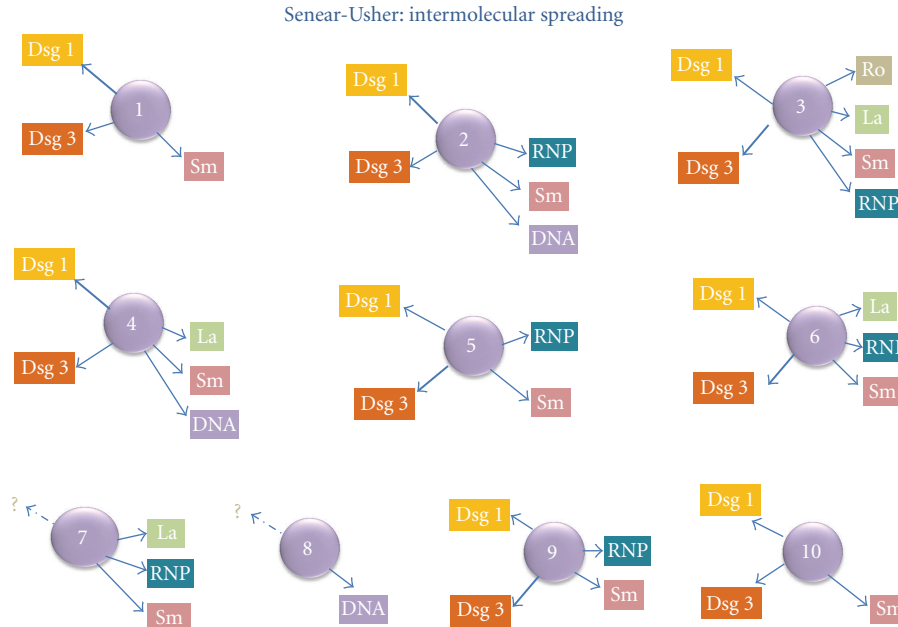 Senear-Usher: intermolecular spreading
Dsg 1
1
Dsg 3
Sm
Dsg 1
2
Dsg 3
RNP
Sm
DNA
Dsg 1
Ro
3
La
Dsg 3
Sm
RNP
Dsg 1
4
La
Dsg 3
Sm
DNA
Dsg 1
5
RNP
Dsg 3
Sm
Dsg 1
La
6
RNP
Dsg 3
Sm
?
7
La
RNP
Sm
?
8
DNA
Dsg 1
9
RNP
Dsg 3
Sm
Dsg 1
10
Dsg 3
Sm